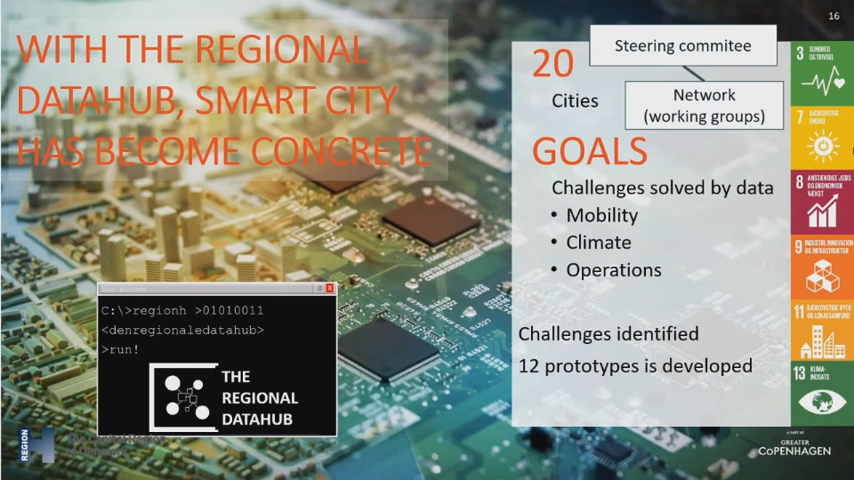 16
WITH THE REGIONAL
DATAHUB, SMART CITY
HAS BECOME CONCRETE
20
Cities
Steering commitee
Network
(working groups)
GOALS
Challenges solved by data
• Mobility
• Climate
• Operations
Challenges identified
12 prototypes is developed
C:\>regionh >01010011
<denregionaledatahub>
>run!
THE
REGIONAL
DATAHUB
3 SUNDHED
OG TRIVSEL
7 BÆREDYGTIG
ENERGI
8 ANSTÆNDIGE JOBS
OG ØKONOMISK
VÆKST
9 INDUSTRI, INNOVATION
OG INFRASTRUKTUR
11 BÆREDYGTIGE BYER
OG LOKALSAMFUND
13 KLIMA-
INDSATS
REGION
H
A PART OF
GREATER
COPENHAGEN